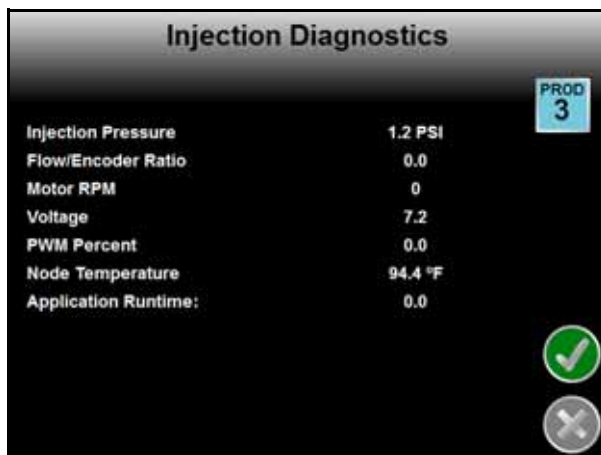 Injection Diagnostics
PROD
3
Injection Pressure 1.2 PSI
Flow/Encoder Ratio 0.0
Motor RPM 0
Voltage 7.2
PWM Percent 0.0
Node Temperature 94.4 ºF
Application Runtime: 0.0